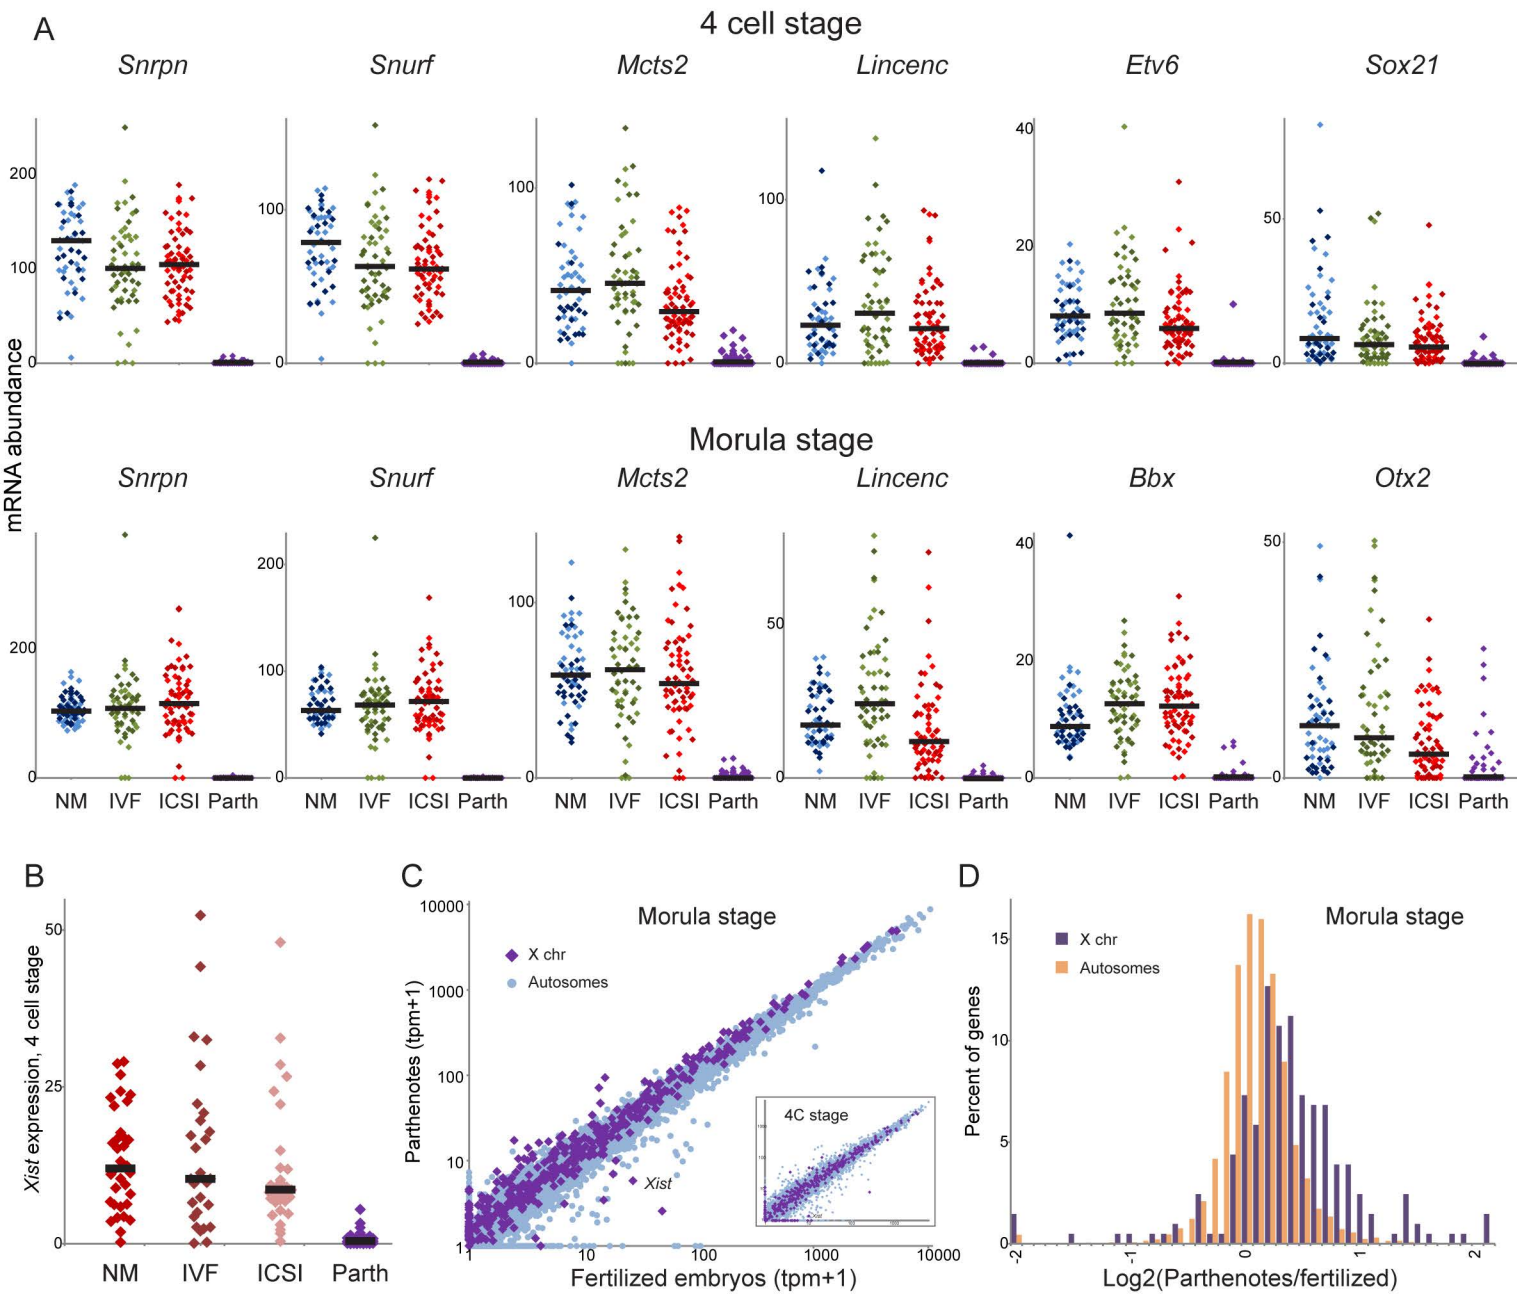 A
4 cell stage
Snrpn Snurf Mcts2 Lincenc Etv6 Sox21
200 100 0
100 0
100 0
100 0
40 20 0
50 0
mRNA abundance
Morula stage
Snrpn Snurf Mcts2 Lincenc Bbx Otx2
200 0
200 100 0
100 0
50 0
40 20 0
50 0
NM IVF ICSI Parth NM IVF ICSI Parth NM IVF ICSI Parth NM IVF ICSI Parth NM IVF ICSI Parth NM IVF ICSI Parth
B
Xist expression, 4 cell stage
50
25
0
NM IVF ICSI Parth
C
Morula stage
Parthenotes (tpm+1)
10000
1000
100
10
1
X chr
Autosomes
Xist
4C stage
Xist
1 10 100 1000 10000
Fertilized embryos (tpm+1)
D
Morula stage
Percent of genes
15
10
5
0
X chr
Autosomes
-2 -1 0 1 2
Log2(Parthenotes/fertilized)